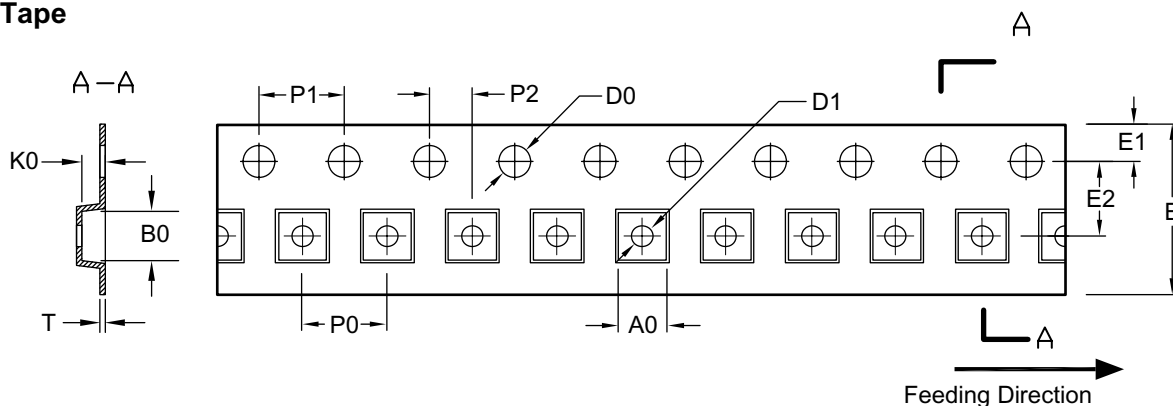 Tape
A
A-A
P1
P2
D0
D1
K0
E1
E2
E
B0
T
P0
A0
A
Feeding Direction